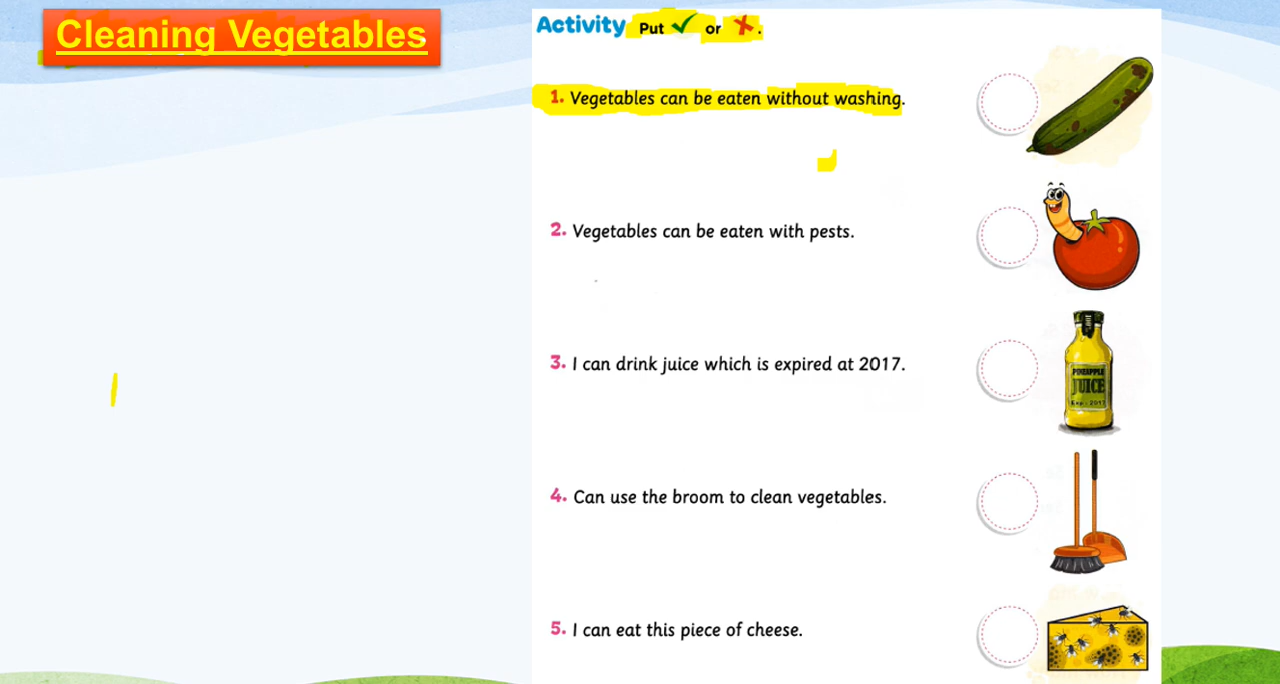 Cleaning Vegetables
Activity Put ✓ or ✗.
1. Vegetables can be eaten without washing.
2. Vegetables can be eaten with pests.
3. I can drink juice which is expired at 2017.
PINEAPPLE
JUICE
Exp - 2017
4. Can use the broom to clean vegetables.
5. I can eat this piece of cheese.